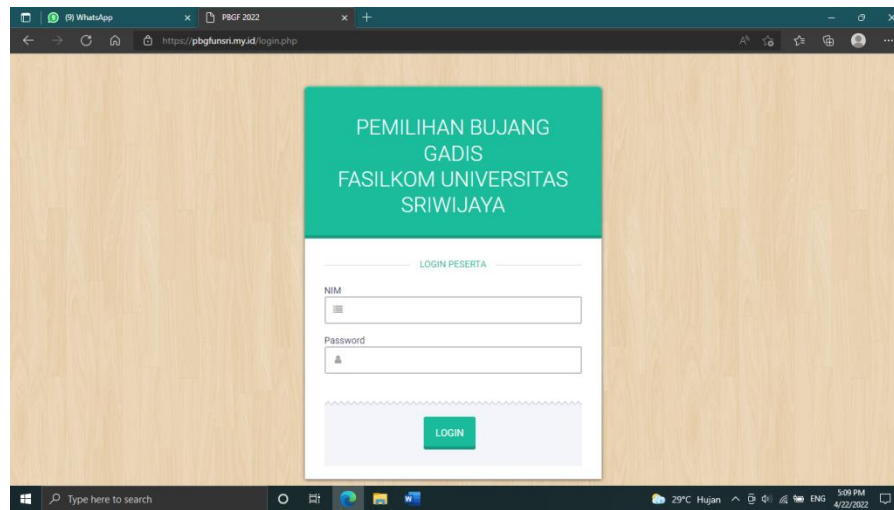 (9) WhatsApp
PBGF 2022
https://pbgfunsri.my.id/login.php
PEMILIHAN BUJANG
GADIS
FASILKOM UNIVERSITAS
SRIWIJAYA
LOGIN PESERTA
NIM
Password
LOGIN
Type here to search
29°C Hujan
ENG
5:09 PM
4/22/2022